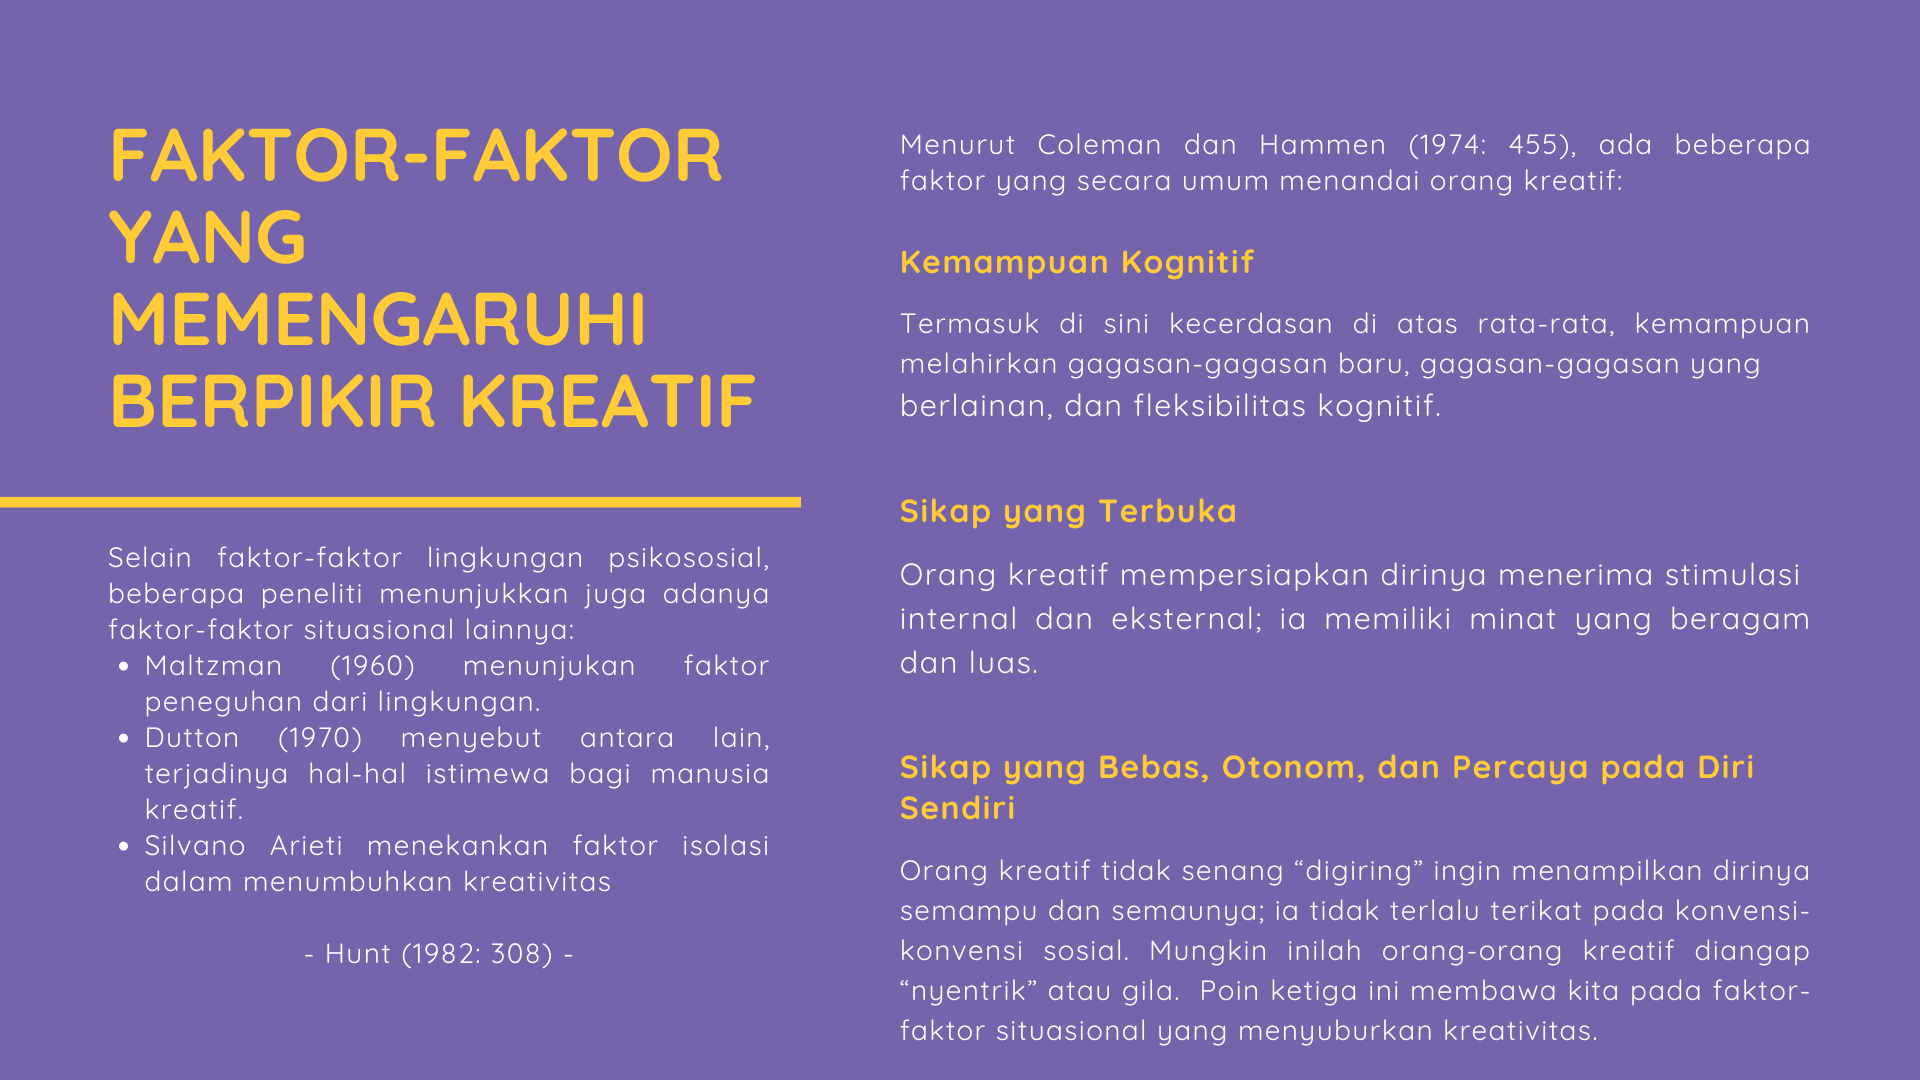 FAKTOR-FAKTOR
YANG
MEMENGARUHI
BERPIKIR KREATIF
Selain faktor-faktor lingkungan psikososial,
beberapa peneliti menunjukkan juga adanya
faktor-faktor situasional lainnya:
• Maltzman (1960) menunjukan faktor
peneguhan dari lingkungan.
• Dutton (1970) menyebut antara lain,
terjadinya hal-hal istimewa bagi manusia
kreatif.
• Silvano Arieti menekankan faktor isolasi
dalam menumbuhkan kreativitas
- Hunt (1982: 308) -
Menurut Coleman dan Hammen (1974: 455), ada beberapa
faktor yang secara umum menandai orang kreatif:
Kemampuan Kognitif
Termasuk di sini kecerdasan di atas rata-rata, kemampuan
melahirkan gagasan-gagasan baru, gagasan-gagasan yang
berlainan, dan fleksibilitas kognitif.
Sikap yang Terbuka
Orang kreatif mempersiapkan dirinya menerima stimulasi
internal dan eksternal; ia memiliki minat yang beragam
dan luas.
Sikap yang Bebas, Otonom, dan Percaya pada Diri
Sendiri
Orang kreatif tidak senang “digiring” ingin menampilkan dirinya
semampu dan semaunya; ia tidak terlalu terikat pada konvensi-
konvensi sosial. Mungkin inilah orang-orang kreatif diangap
“nyentrik” atau gila.  Poin ketiga ini membawa kita pada faktor-
faktor situasional yang menyuburkan kreativitas.